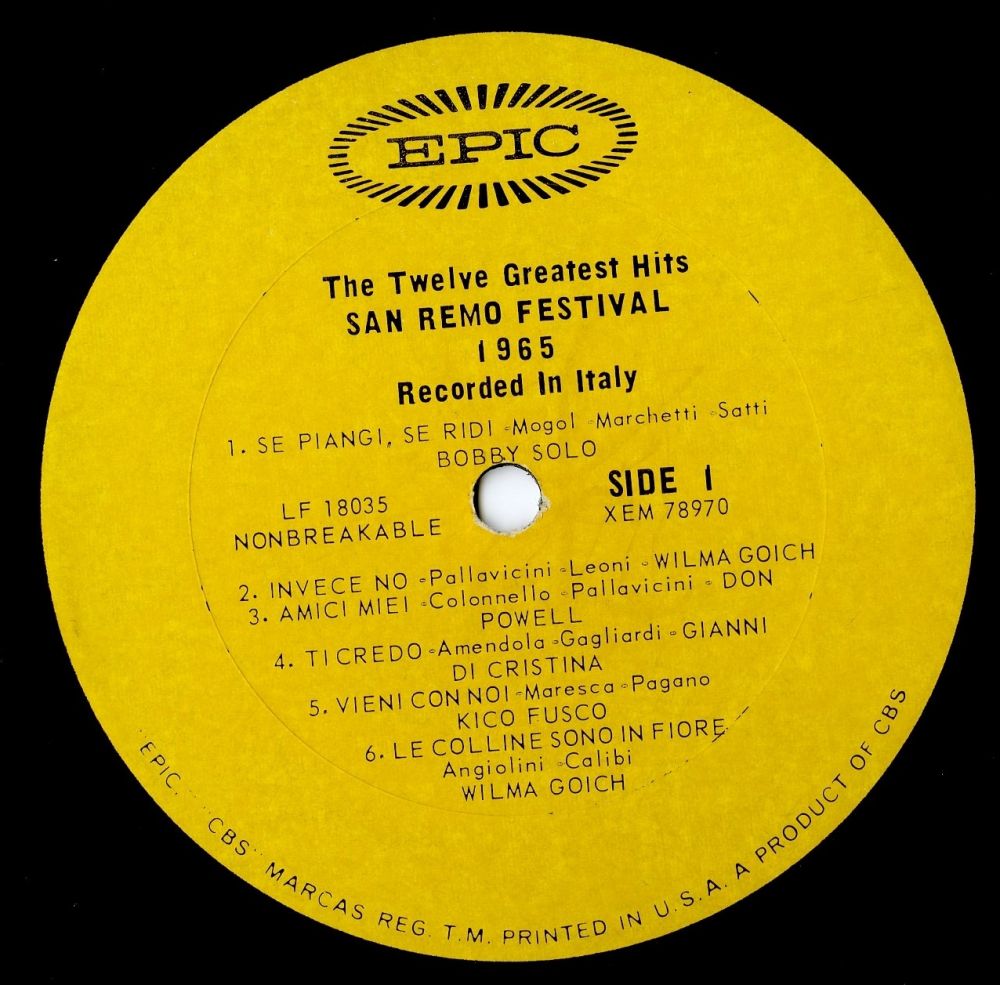 EPIC
The Twelve Greatest Hits
SAN REMO FESTIVAL
1965
Recorded In Italy
1. SE PIANGI, SE RIDI -Mogol -Marchetti -Satti
BOBBY SOLO
LF 18035
NONBREAKABLE
SIDE 1
XEM 78970
2. INVECE NO -Pallavicini -Leoni -WILMA GOICH
3. AMICI MIEI -Colonnello -Pallavicini - DON
POWELL
4. TI CREDO -Amendola -Gagliardi - GIANNI
DI CRISTINA
5. VIENI CON NOI -Maresca -Pagano
KICO FUSCO
6. LE COLLINE SONO IN FIORE
Angiolini -Calibi
WILMA GOICH
"EPIC," "CBS" MARCAS REG. T.M. PRINTED IN U.S.A. A PRODUCT OF CBS